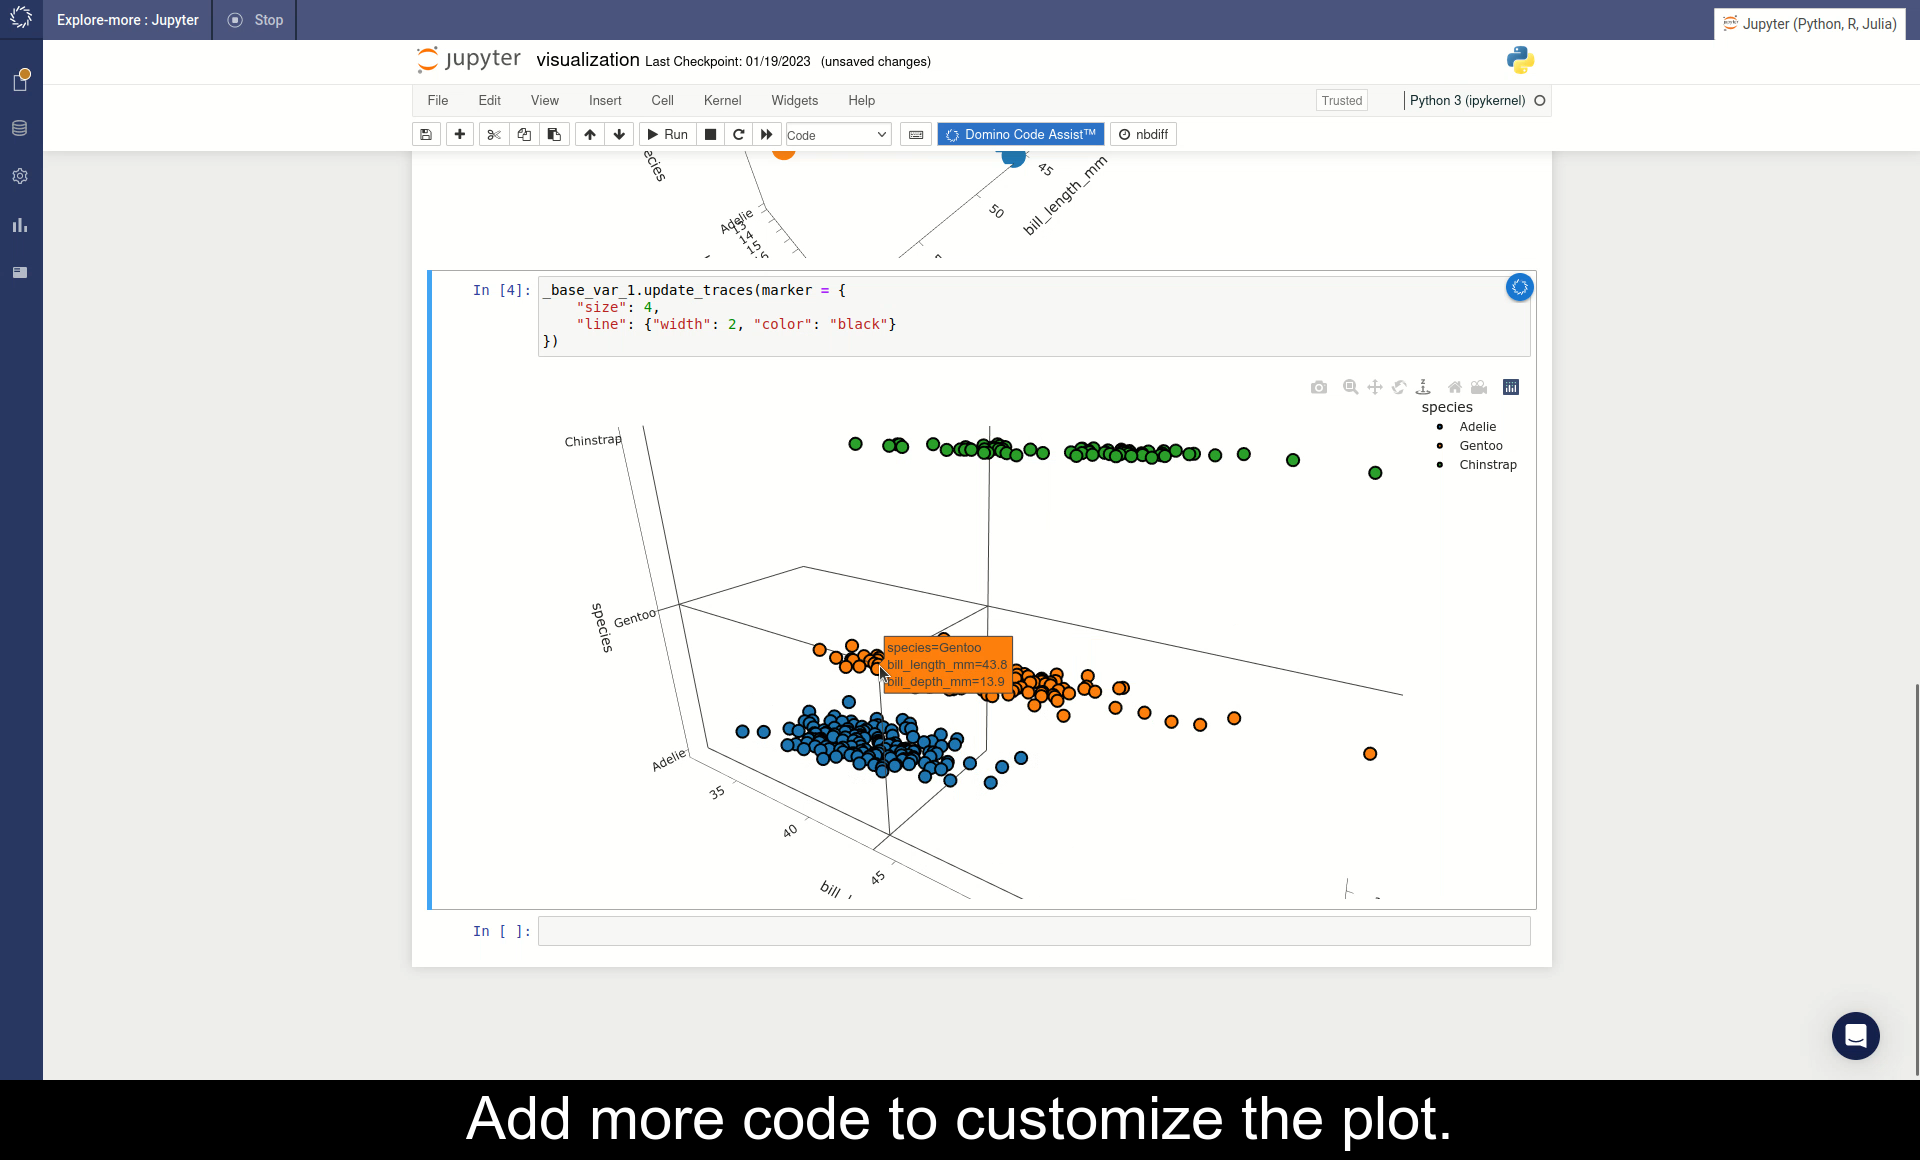 Explore-more : Jupyter
Stop
Jupyter (Python, R, Julia)
jupyter visualization Last Checkpoint: 01/19/2023 (unsaved changes)
File Edit View Insert Cell Kernel Widgets Help
Trusted
Python 3 (ipykernel)
Run
Code
Domino Code Assist™
nbdiff
Adelie
13
14
15
45
50
bill_length_mm
In [4]:
_base_var_1.update_traces(marker = {
"size": 4,
"line": {"width": 2, "color": "black"}
})
species
Adelie
Gentoo
Chinstrap
Chinstrap
Gentoo
Adelie
species
species=Gentoo
bill_length_mm=43.8
bill_depth_mm=13.9
35
40
45
bill
In [ ]:
Add more code to customize the plot.